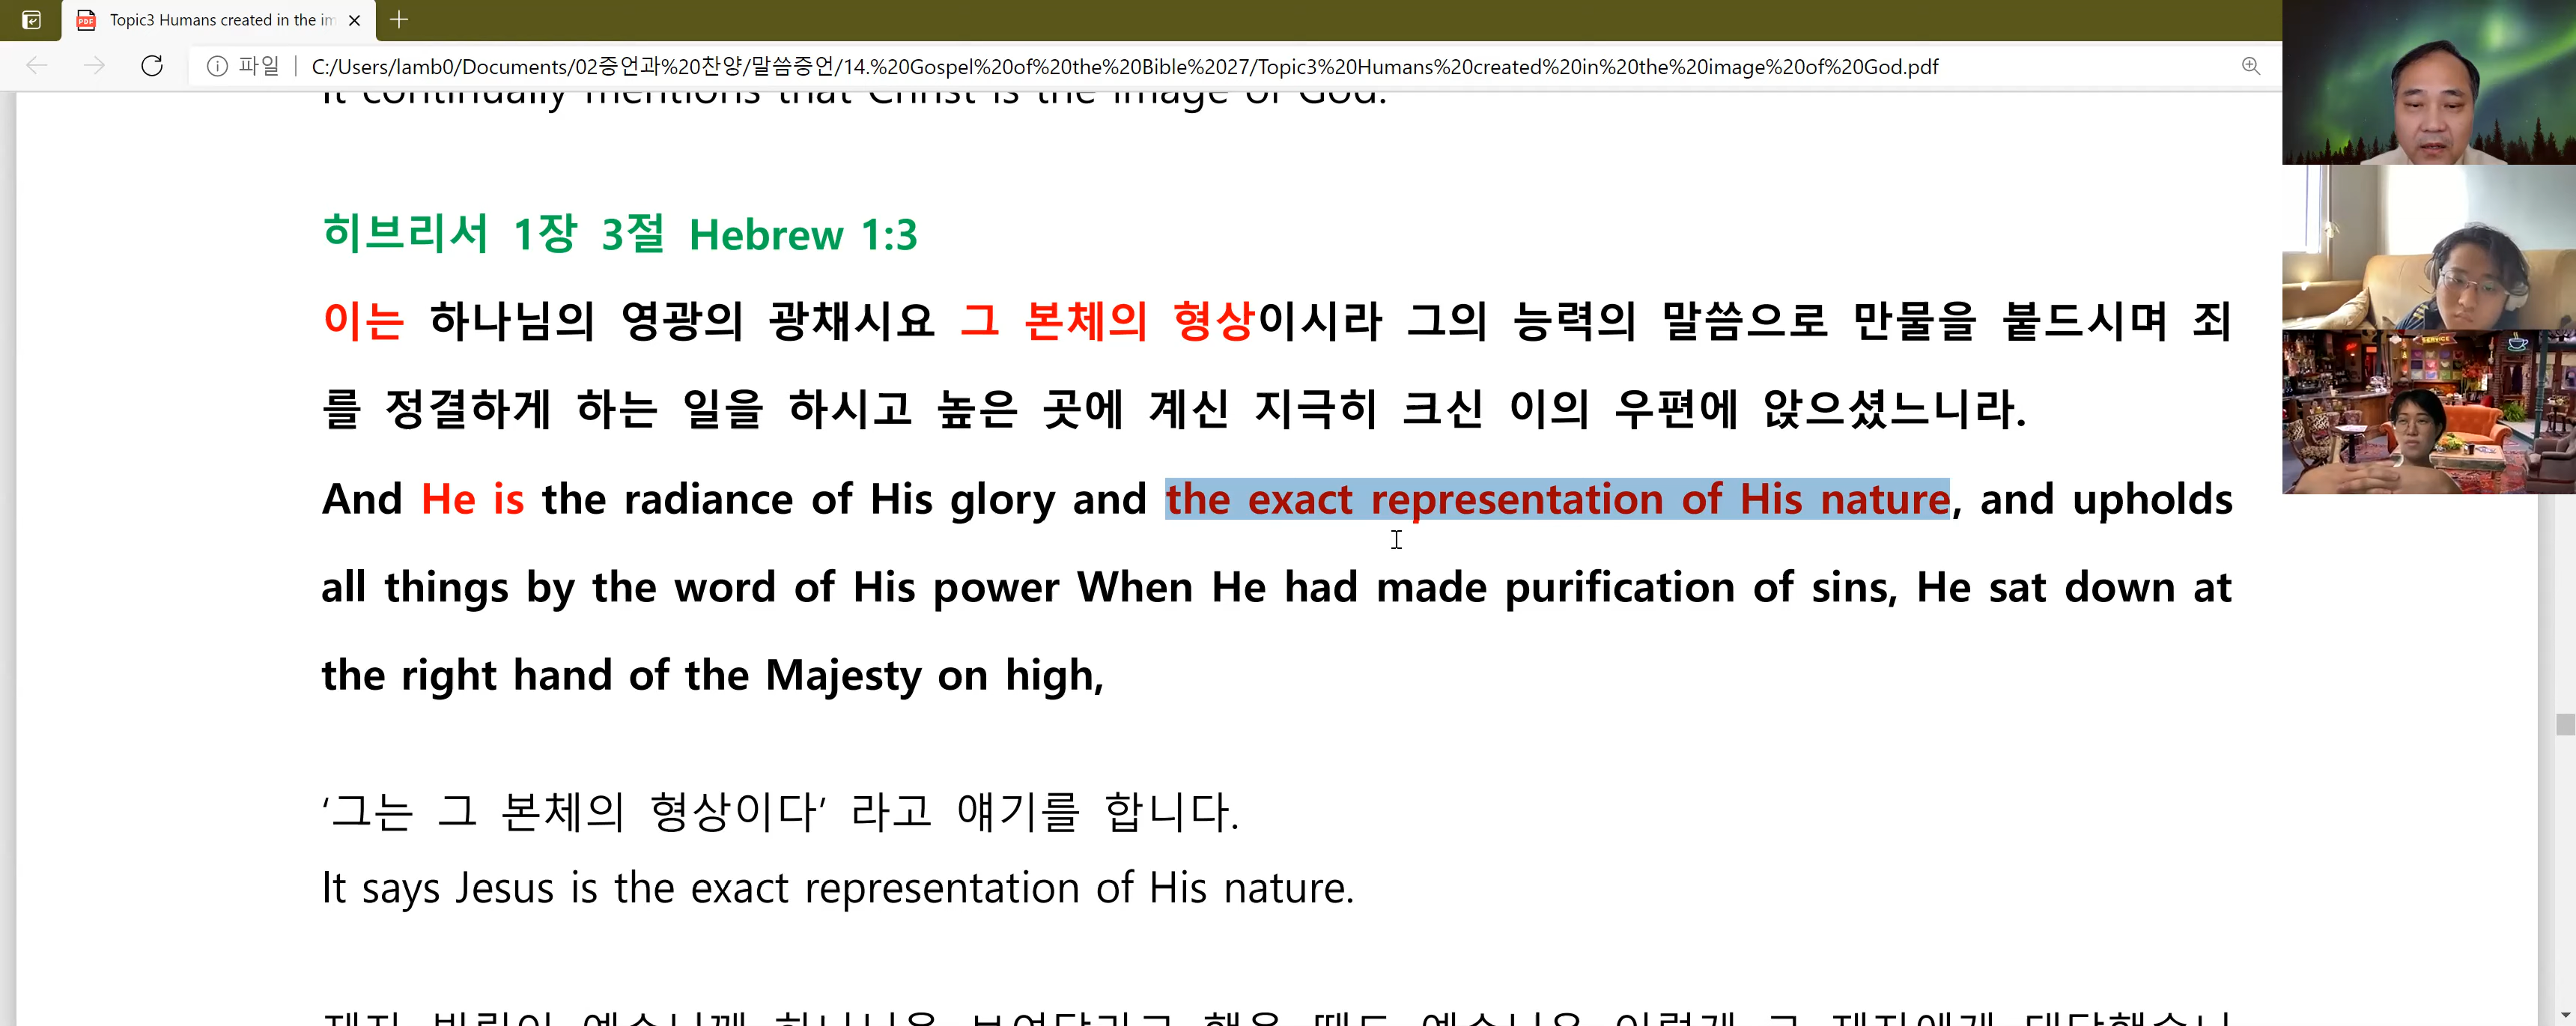 Topic3 Humans created in the im
파일
C:/Users/lamb0/Documents/02증언과%20찬양/말씀증언/14.%20Gospel%20of%20the%20Bible%2027/Topic3%20Humans%20created%20in%20the%20image%20of%20God.pdf
It continually mentions that Christ is the image of God.
히브리서 1장 3절 Hebrew 1:3
이는 하나님의 영광의 광채시요 그 본체의 형상이시라 그의 능력의 말씀으로 만물을 붙드시며 죄
를 정결하게 하는 일을 하시고 높은 곳에 계신 지극히 크신 이의 우편에 앉으셨느니라.
And He is the radiance of His glory and the exact representation of His nature, and upholds
all things by the word of His power When He had made purification of sins, He sat down at
the right hand of the Majesty on high,
‘그는 그 본체의 형상이다’ 라고 얘기를 합니다.
It says Jesus is the exact representation of His nature.